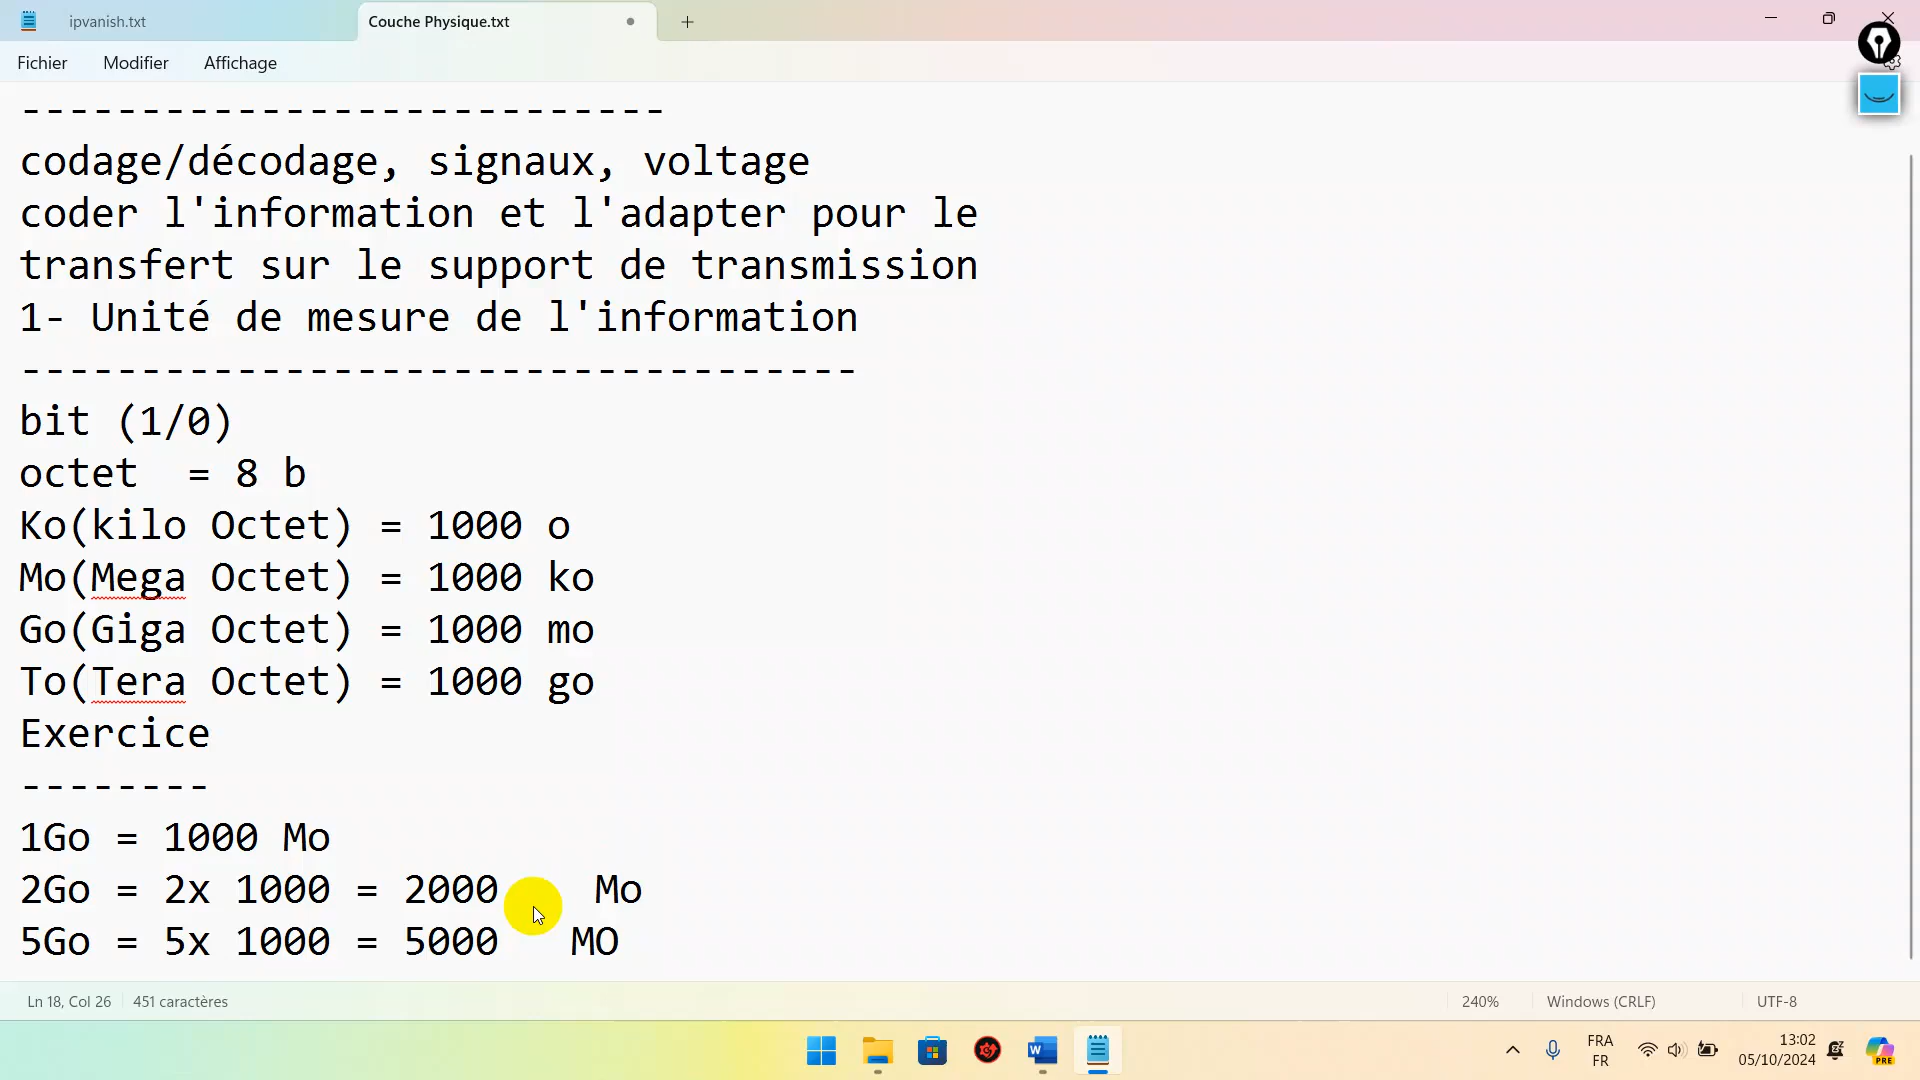 ipvanish.txt
Couche Physique.txt
Fichier Modifier Affichage
---------------------------
codage/décodage, signaux, voltage
coder l'information et l'adapter pour le
transfert sur le support de transmission
1- Unité de mesure de l'information
-----------------------------------
bit (1/0)
octet  = 8 b
Ko(kilo Octet) = 1000 o
Mo(Mega Octet) = 1000 ko
Go(Giga Octet) = 1000 mo
To(Tera Octet) = 1000 go
Exercice
--------
1Go = 1000 Mo
2Go = 2x 1000 = 2000    Mo
5Go = 5x 1000 = 5000   MO
Ln 18, Col 26 451 caractères 240% Windows (CRLF) UTF-8
FRA 13:02
FR 05/10/2024
PRE